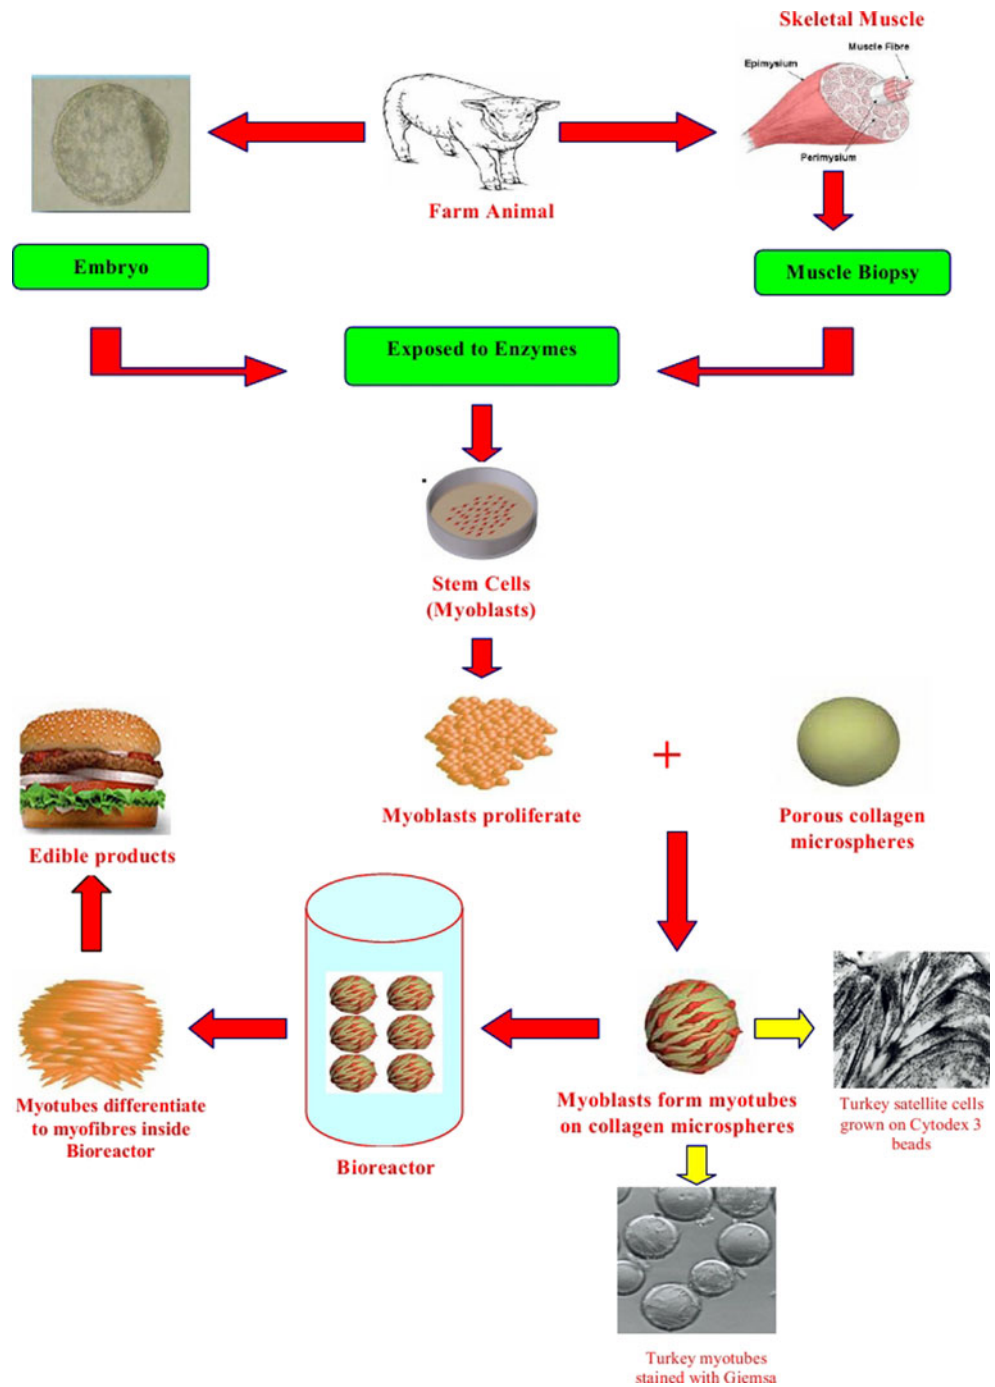 Skeletal Muscle
Muscle Fibre
Epimysium
Perimysium
Farm Animal
Embryo
Muscle Biopsy
Exposed to Enzymes
Stem Cells
(Myoblasts)
Myoblasts proliferate
+
Porous collagen
microspheres
Edible products
Myotubes differentiate
to myofibres inside
Bioreactor
Bioreactor
Myoblasts form myotubes
on collagen microspheres
Turkey satellite cells
grown on Cytodex 3
beads
Turkey myotubes
stained with Giemsa